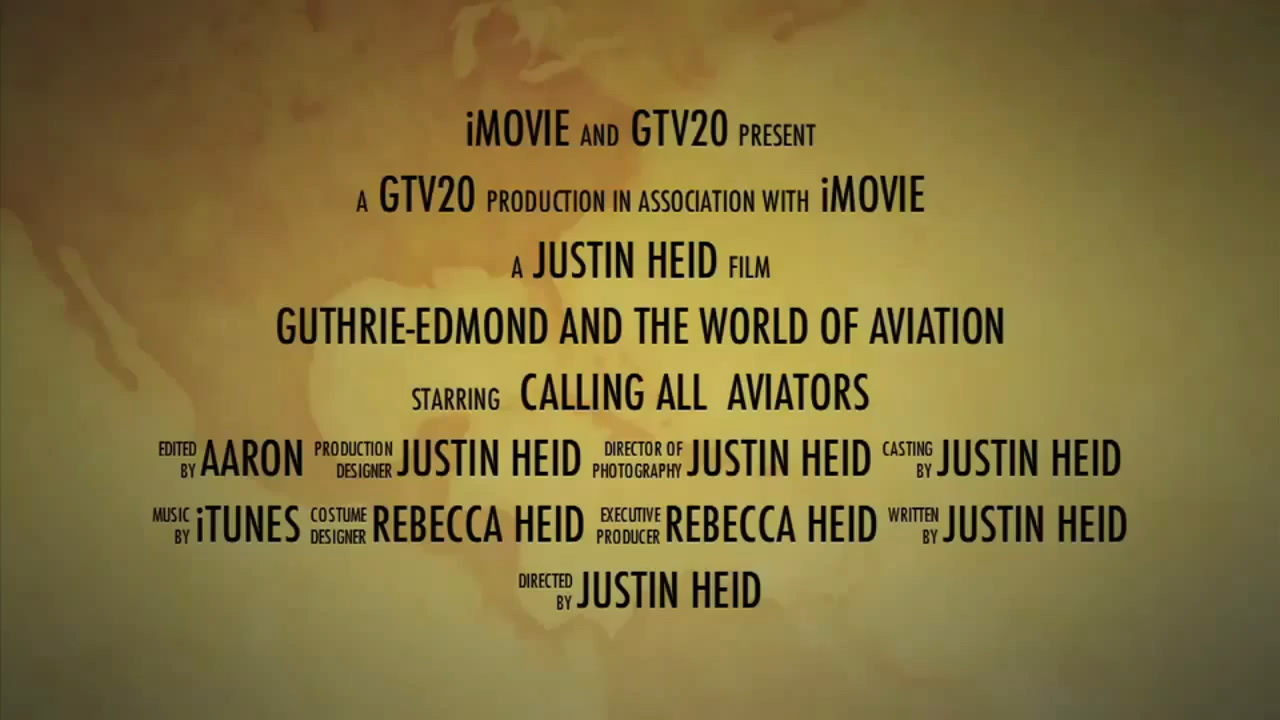 iMOVIE AND GTV20 PRESENT
A GTV20 PRODUCTION IN ASSOCIATION WITH iMOVIE
A JUSTIN HEID FILM
GUTHRIE-EDMOND AND THE WORLD OF AVIATION
STARRING CALLING ALL AVIATORS
EDITED BY AARON PRODUCTION DESIGNER JUSTIN HEID DIRECTOR OF PHOTOGRAPHY JUSTIN HEID CASTING BY JUSTIN HEID
MUSIC BY iTUNES COSTUME DESIGNER REBECCA HEID EXECUTIVE PRODUCER REBECCA HEID WRITTEN BY JUSTIN HEID
DIRECTED BY JUSTIN HEID